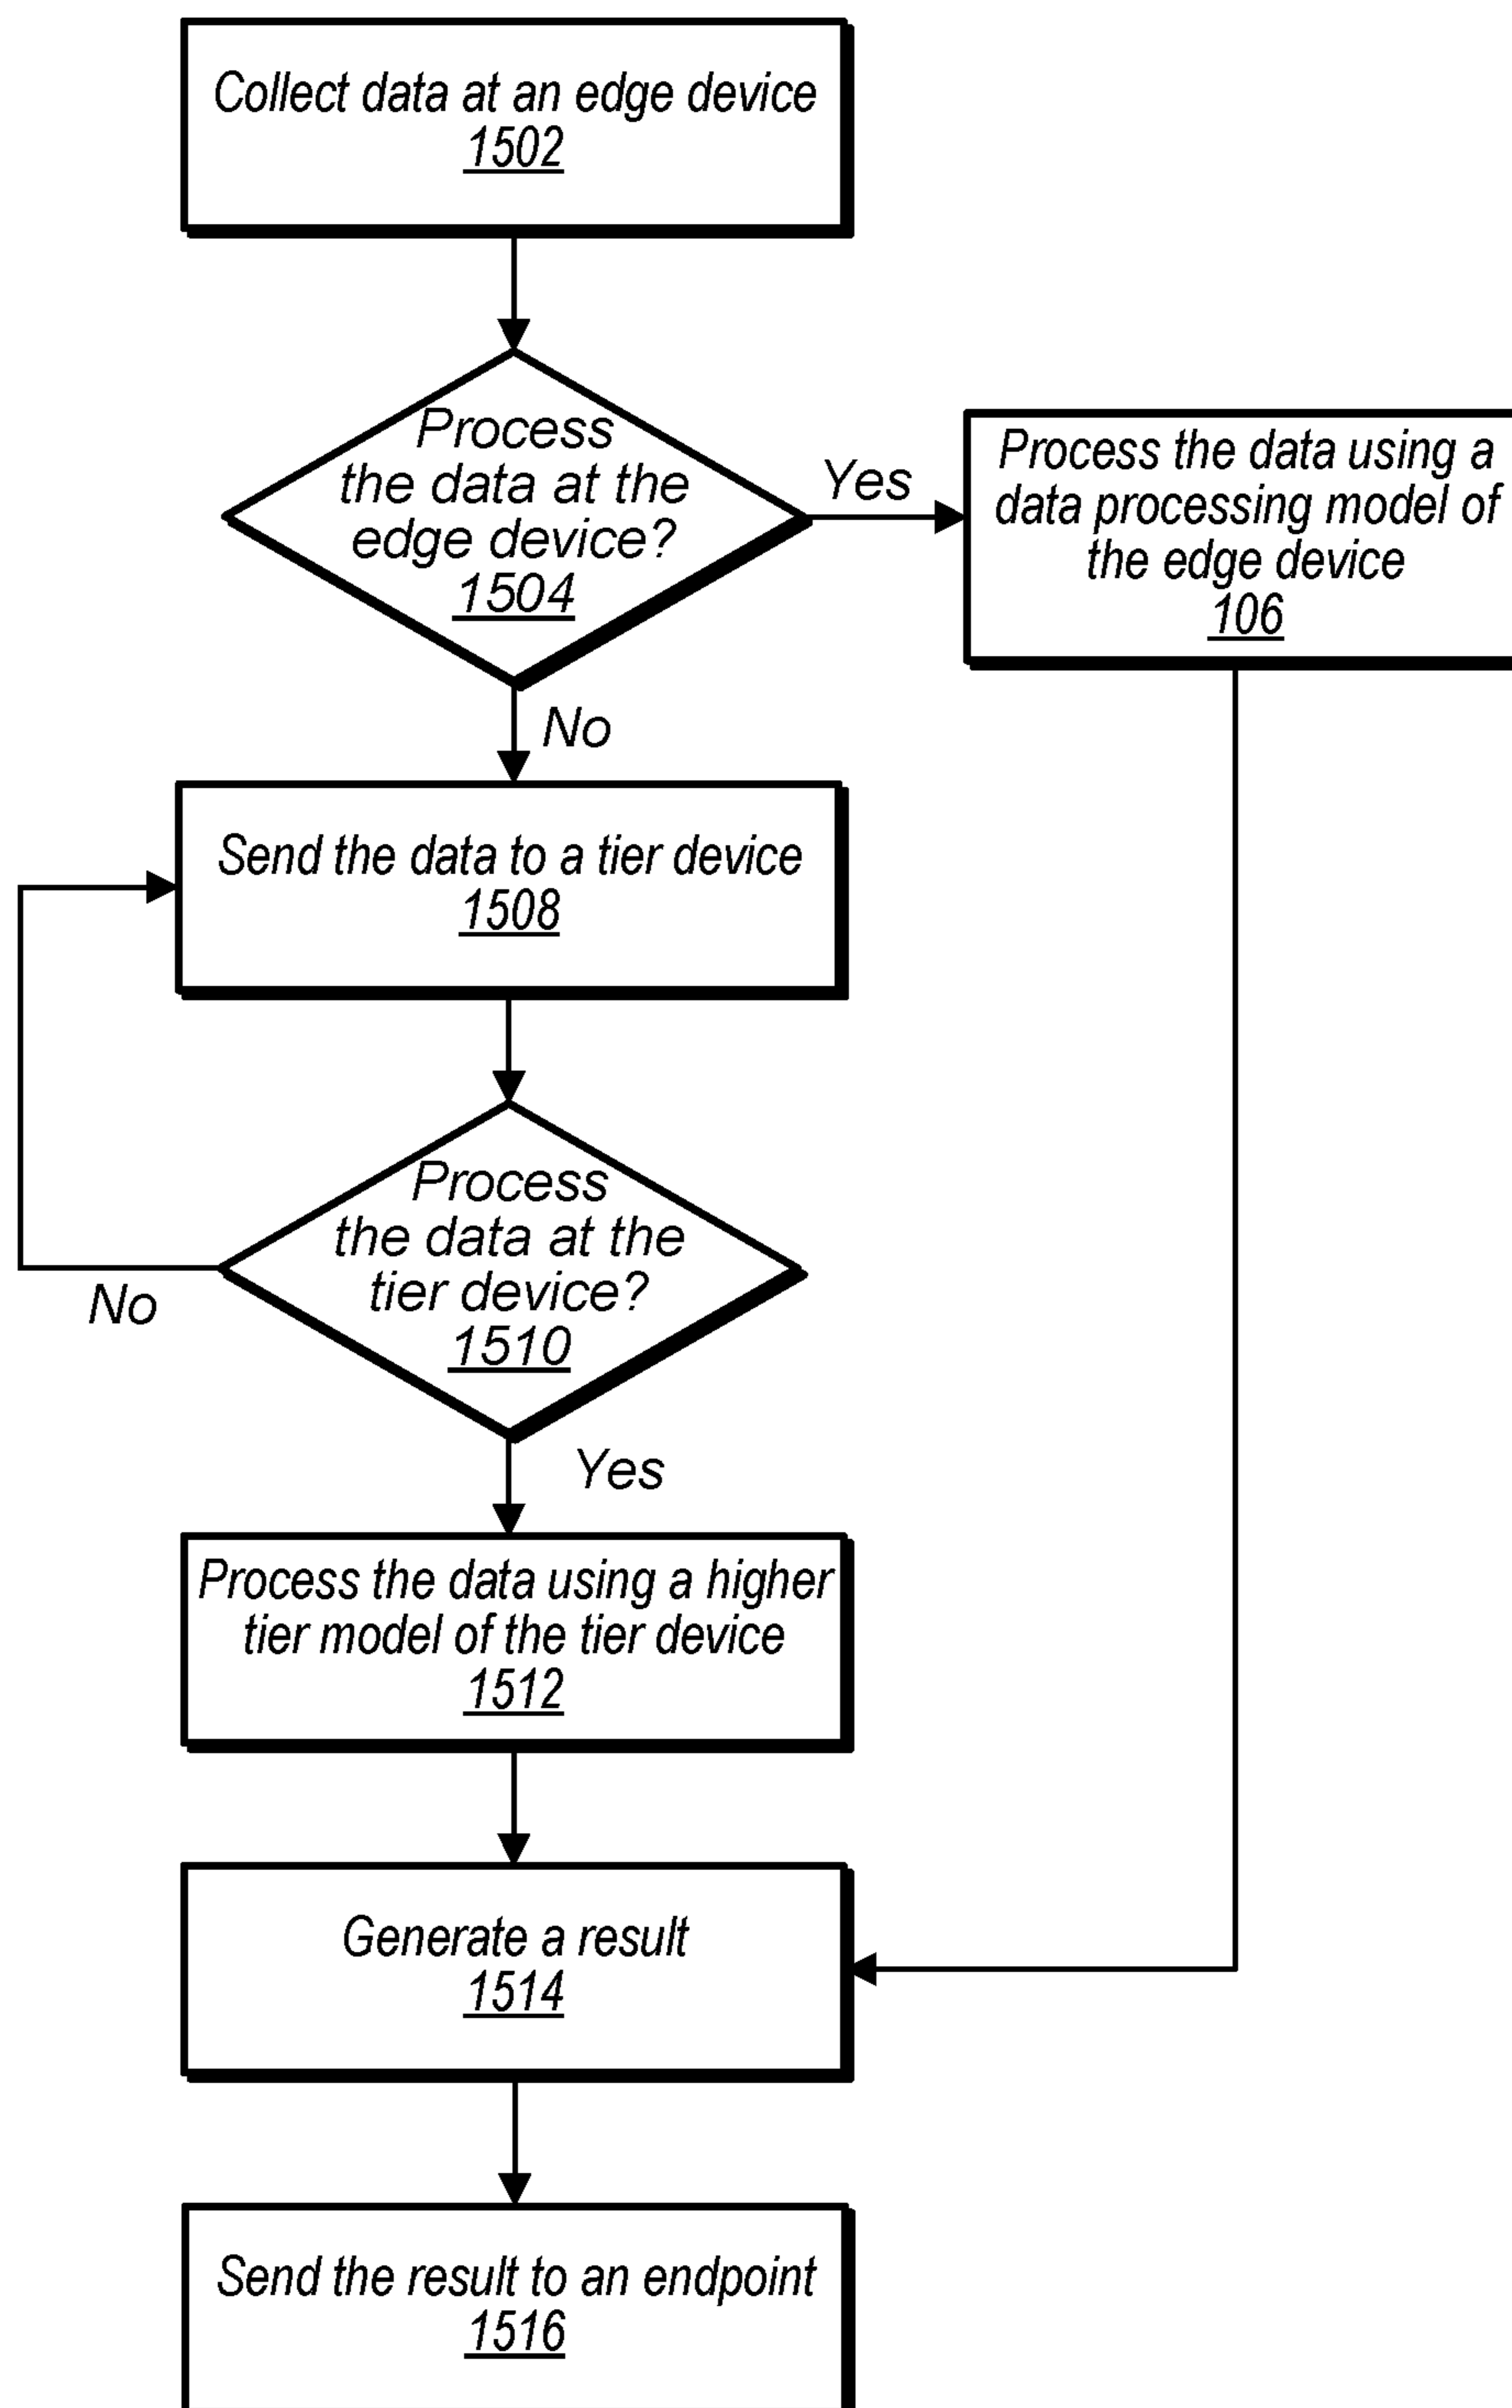 Collect data at an edge device
1502
Process
the data at the
edge device?
1504
Yes
Process the data using a
data processing model of
the edge device
106
No
Send the data to a tier device
1508
Process
the data at the
tier device?
1510
No
Yes
Process the data using a higher
tier model of the tier device
1512
Generate a result
1514
Send the result to an endpoint
1516